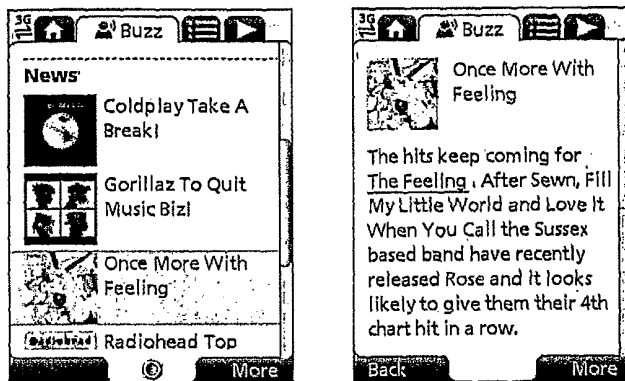 3G
Buzz
News
Coldplay Take A
Break!
Gorillaz To Quit
Music Biz!
Once More With
Feeling
Radiohead
Radiohead Top
More
3G
Buzz
Once More With
Feeling
The hits keep coming for
The Feeling. After Sewn, Fill
My Little World and Love It
When You Call the Sussex
based band have recently
released Rose and it looks
likely to give them their 4th
chart hit in a row.
Back
More